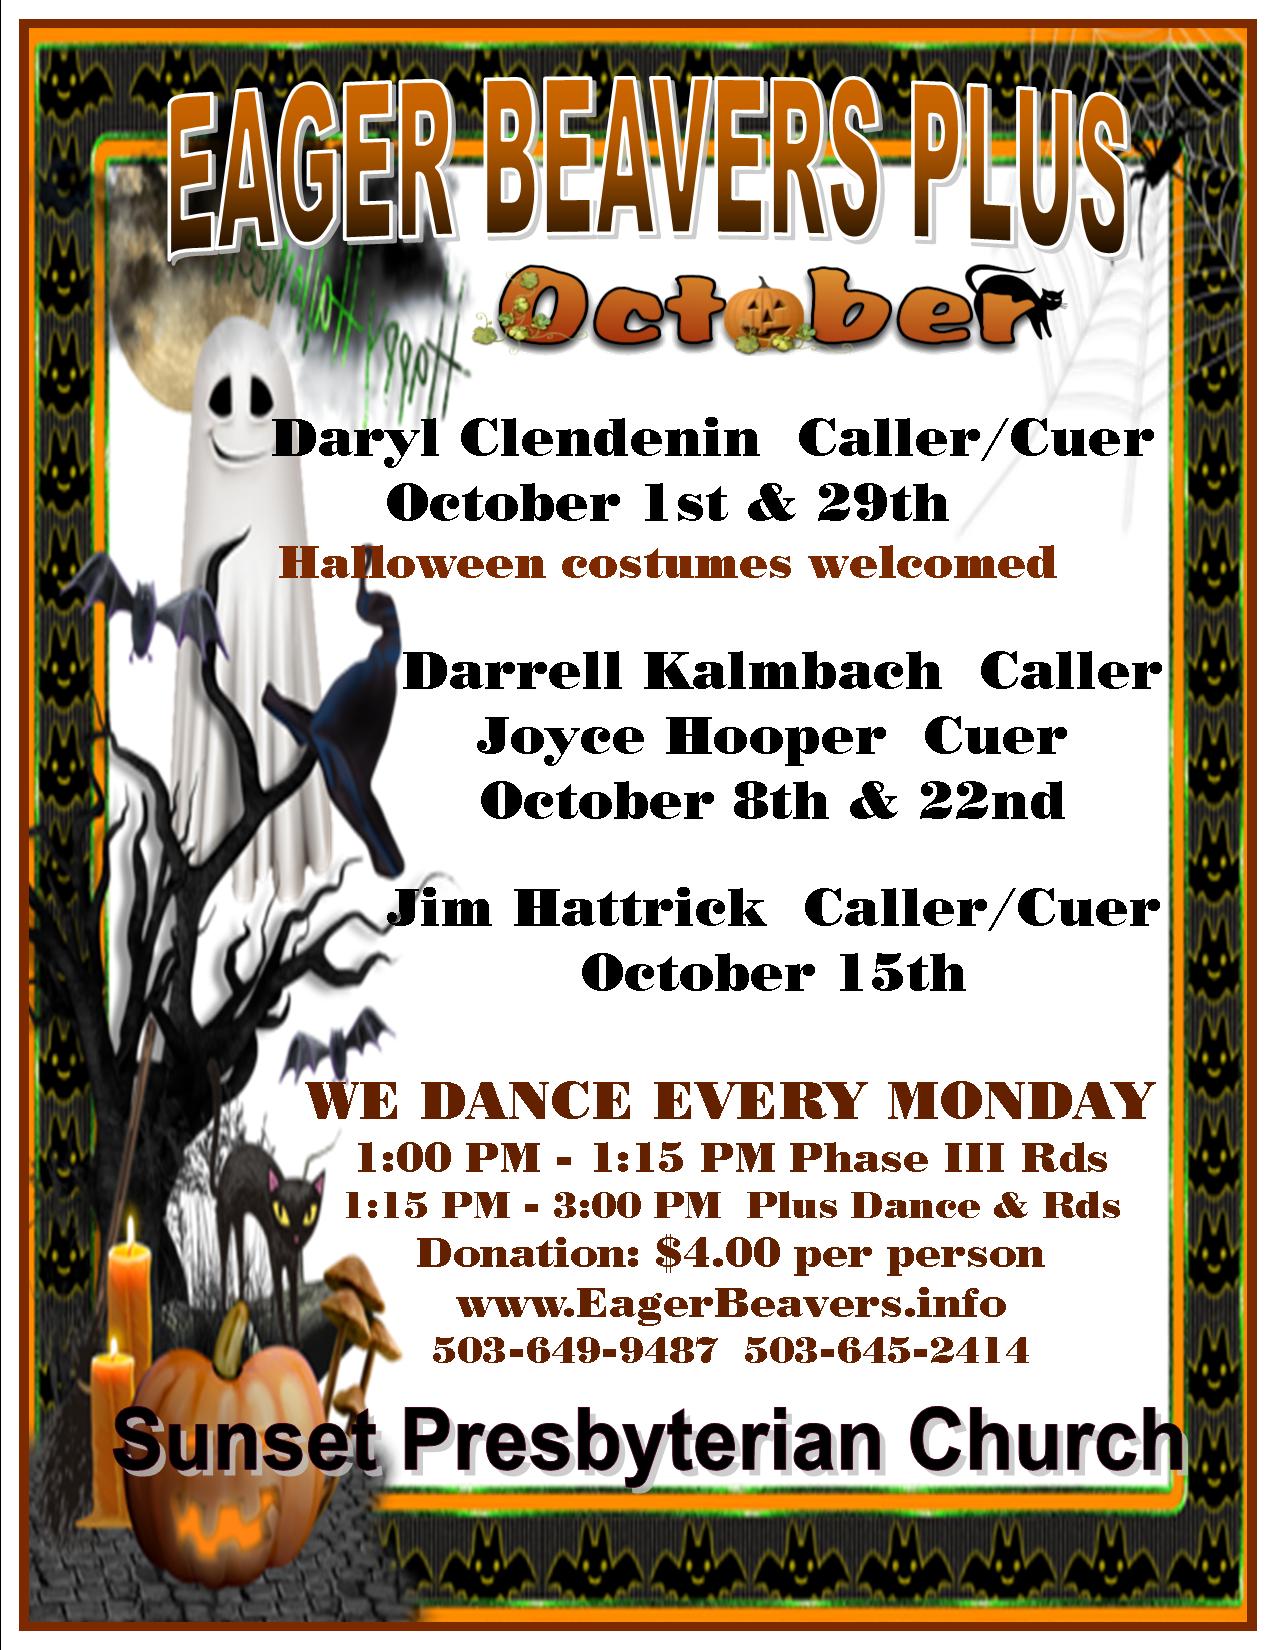 EAGER BEAVERS PLUS
October
Happy Halloween
Daryl Clendenin  Caller/Cuer
October 1st & 29th
Halloween costumes welcomed
Darrell Kalmbach  Caller
Joyce Hooper  Cuer
October 8th & 22nd
Jim Hattrick  Caller/Cuer
October 15th
WE DANCE EVERY MONDAY
1:00 PM - 1:15 PM Phase III Rds
1:15 PM - 3:00 PM  Plus Dance & Rds
Donation: $4.00 per person
www.EagerBeavers.info
503-649-9487  503-645-2414
Sunset Presbyterian Church